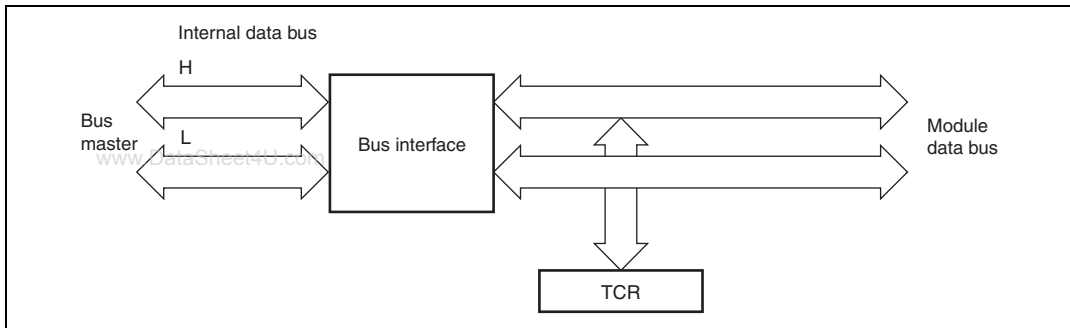 Internal data bus
H
Bus
master
L
www.DataSheet4U.com
Bus interface
Module
data bus
TCR